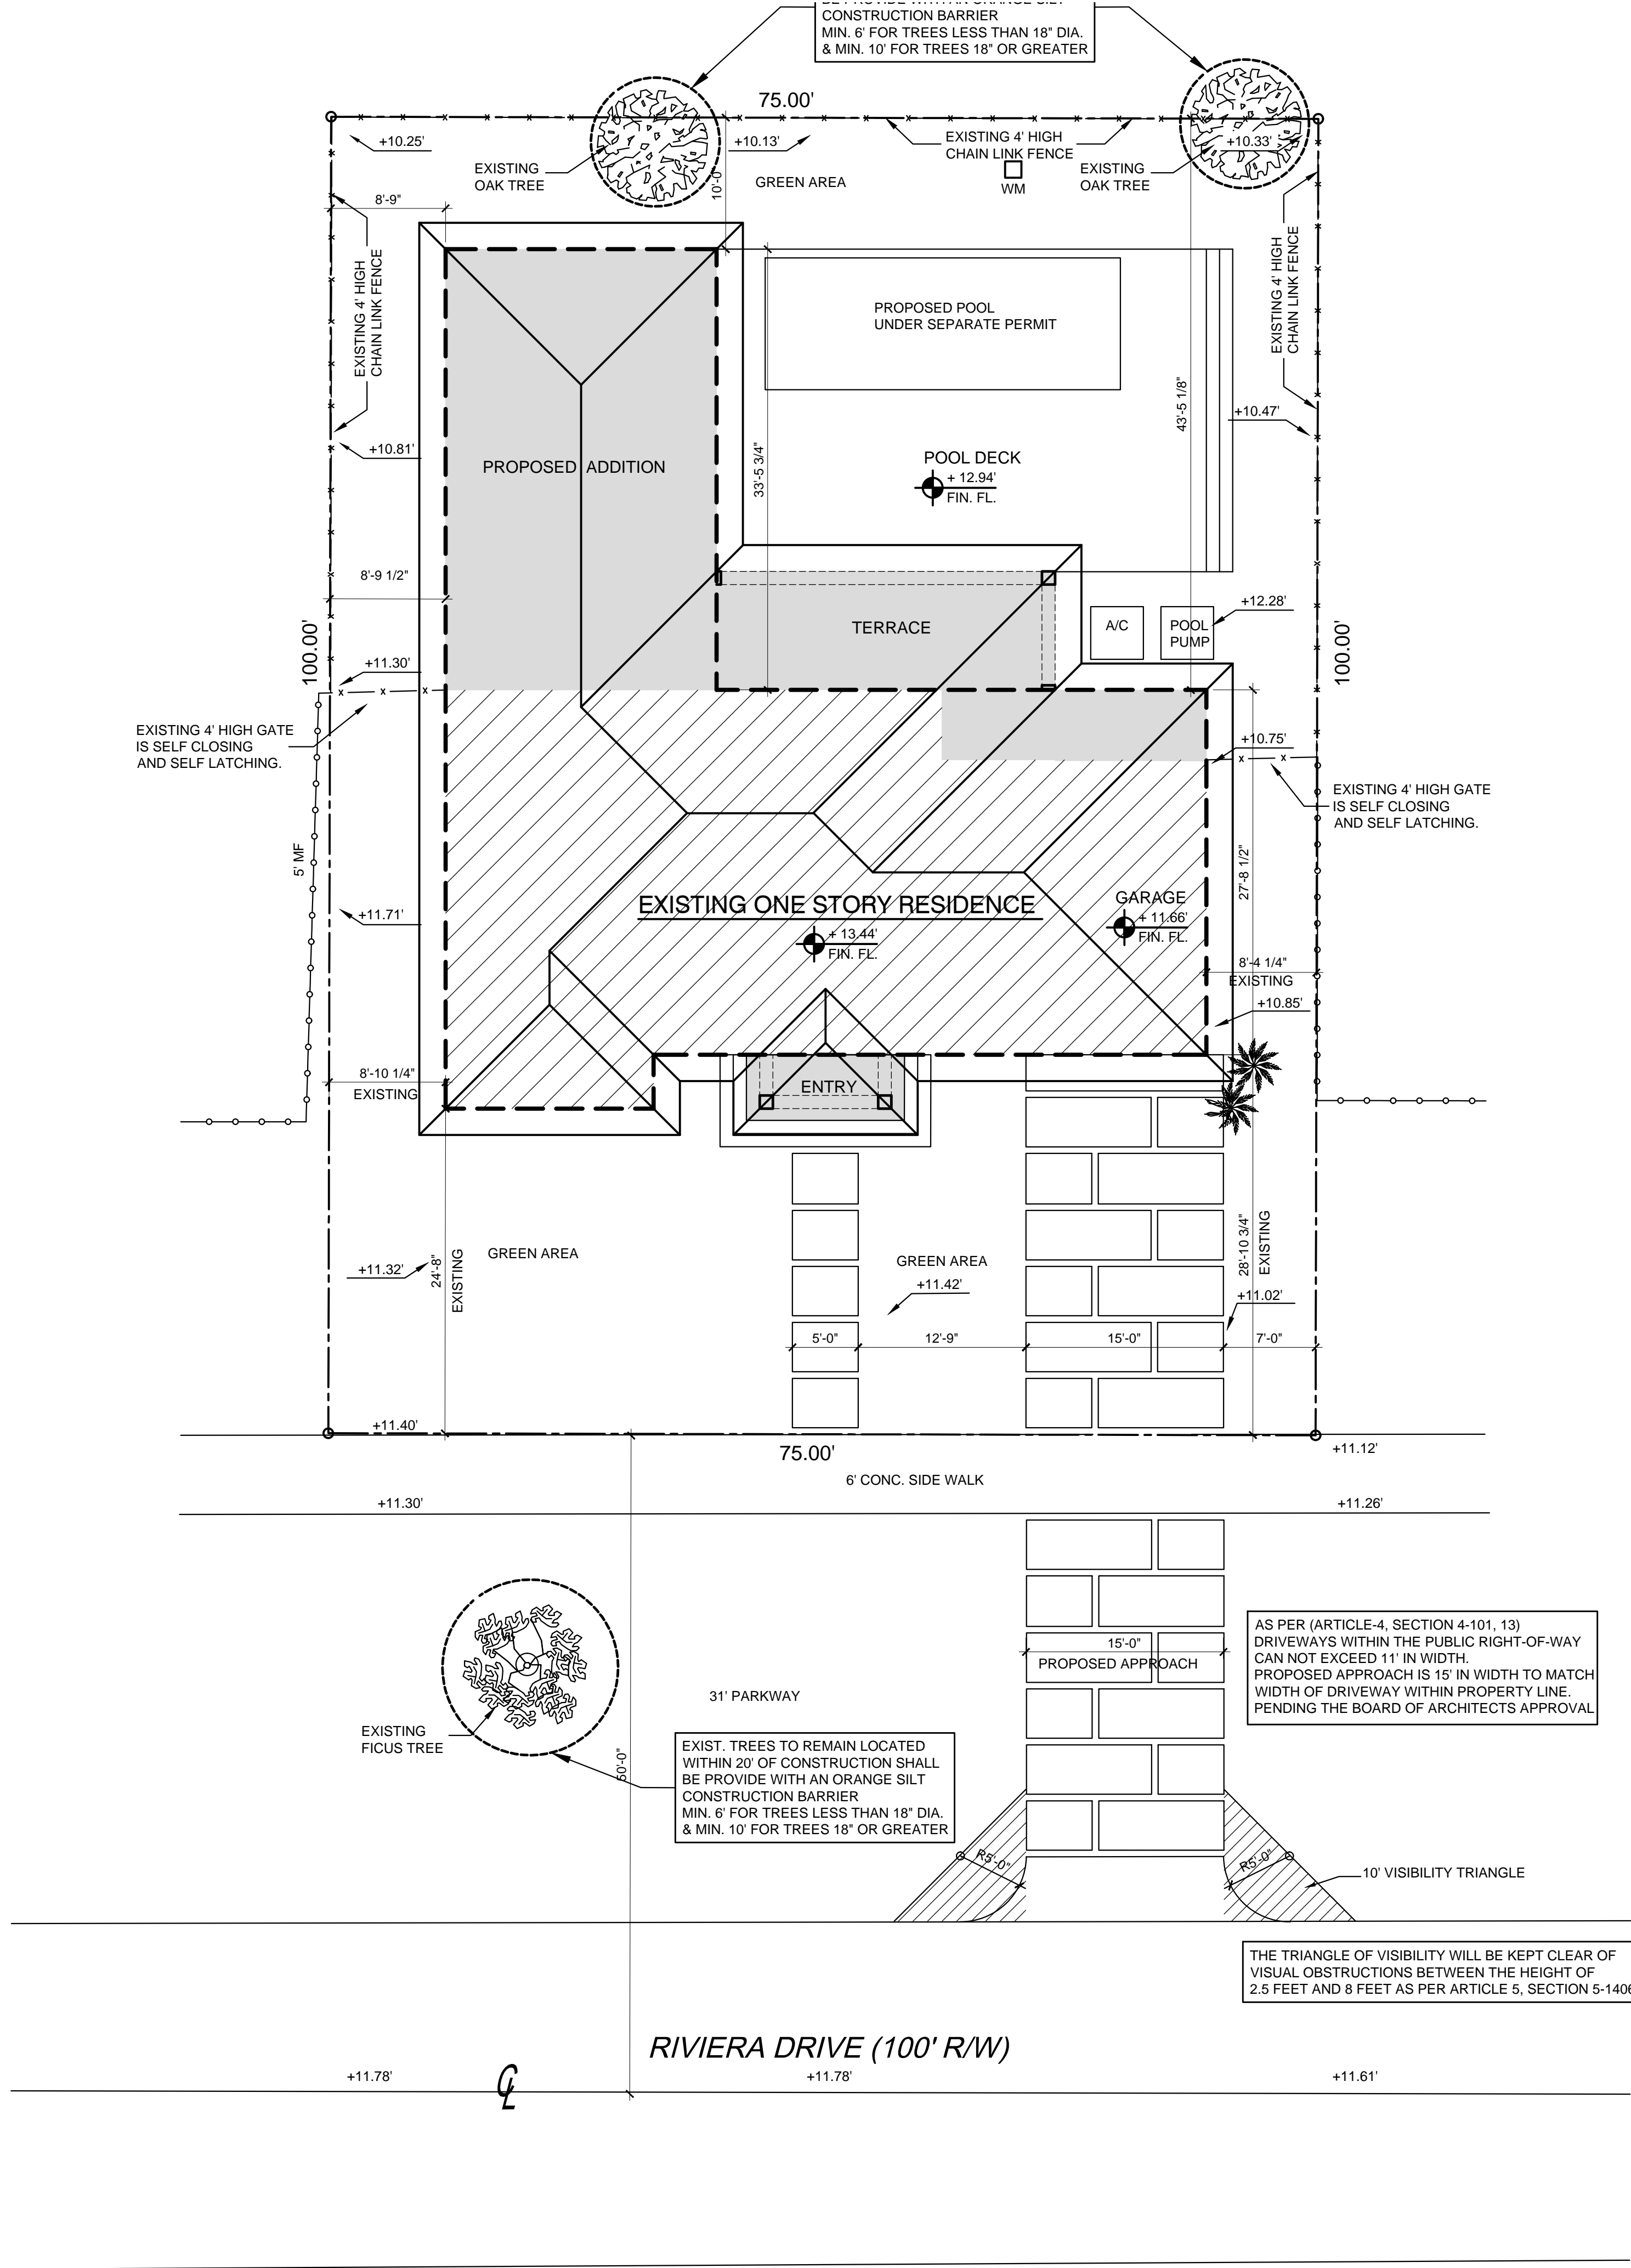 BE PROVIDE WITH AN ORANGE SILT
CONSTRUCTION BARRIER
MIN. 6' FOR TREES LESS THAN 18" DIA.
& MIN. 10' FOR TREES 18" OR GREATER
75.00'
+10.25'
+10.13'
EXISTING 4' HIGH
CHAIN LINK FENCE
+10.33'
EXISTING
OAK TREE
10'-0"
GREEN AREA
WM
EXISTING
OAK TREE
8'-9"
EXISTING 4' HIGH
CHAIN LINK FENCE
EXISTING 4' HIGH
CHAIN LINK FENCE
PROPOSED POOL
UNDER SEPARATE PERMIT
43'-5 1/8"
+10.47'
+10.81'
PROPOSED ADDITION
33'-5 3/4"
POOL DECK
+ 12.94'
FIN. FL.
8'-9 1/2"
+12.28'
100.00'
TERRACE
A/C
POOL
PUMP
100.00'
+11.30'
EXISTING 4' HIGH GATE
IS SELF CLOSING
AND SELF LATCHING.
+10.75'
EXISTING 4' HIGH GATE
IS SELF CLOSING
AND SELF LATCHING.
5' MF
27'-8 1/2"
+11.71'
EXISTING ONE STORY RESIDENCE
+ 13.44'
FIN. FL.
GARAGE
+ 11.66'
FIN. FL.
8'-4 1/4"
EXISTING
+10.85'
8'-10 1/4"
EXISTING
ENTRY
24'-8"
EXISTING
GREEN AREA
+11.32'
GREEN AREA
+11.42'
28'-10 3/4"
EXISTING
+11.02'
5'-0"
12'-9"
15'-0"
7'-0"
+11.40'
75.00'
+11.12'
6' CONC. SIDE WALK
+11.30'
+11.26'
15'-0"
PROPOSED APPROACH
AS PER (ARTICLE-4, SECTION 4-101, 13)
DRIVEWAYS WITHIN THE PUBLIC RIGHT-OF-WAY
CAN NOT EXCEED 11' IN WIDTH.
PROPOSED APPROACH IS 15' IN WIDTH TO MATCH
WIDTH OF DRIVEWAY WITHIN PROPERTY LINE.
PENDING THE BOARD OF ARCHITECTS APPROVAL
31' PARKWAY
EXISTING
FICUS TREE
50'-0"
EXIST. TREES TO REMAIN LOCATED
WITHIN 20' OF CONSTRUCTION SHALL
BE PROVIDE WITH AN ORANGE SILT
CONSTRUCTION BARRIER
MIN. 6' FOR TREES LESS THAN 18" DIA.
& MIN. 10' FOR TREES 18" OR GREATER
R5'-0"
R5'-0"
10' VISIBILITY TRIANGLE
THE TRIANGLE OF VISIBILITY WILL BE KEPT CLEAR OF
VISUAL OBSTRUCTIONS BETWEEN THE HEIGHT OF
2.5 FEET AND 8 FEET AS PER ARTICLE 5, SECTION 5-1406
RIVIERA DRIVE (100' R/W)
+11.78'
CL
+11.78'
+11.61'